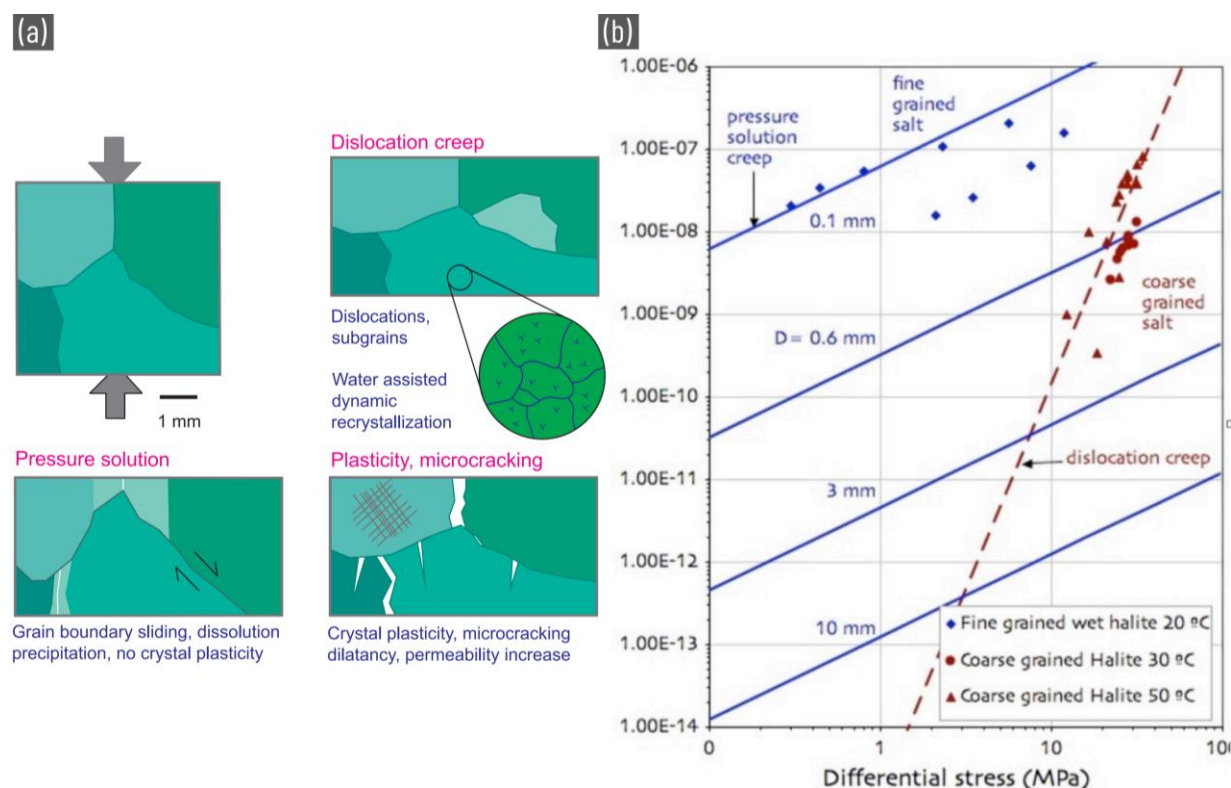 (a)
1 mm
Dislocation creep
Dislocations,
subgrains
Water assisted
dynamic
recrystallization
Pressure solution
Grain boundary sliding, dissolution
precipitation, no crystal plasticity
Plasticity, microcracking
Crystal plasticity, microcracking
dilatancy, permeability increase
(b)
1.00E-06
1.00E-07
1.00E-08
1.00E-09
1.00E-10
1.00E-11
1.00E-12
1.00E-13
1.00E-14
pressure
solution
creep
fine
grained
salt
0.1 mm
D= 0.6 mm
3 mm
10 mm
coarse
grained
salt
dislocation creep
Fine grained wet halite 20 ºC
Coarse grained Halite 30 ºC
Coarse grained Halite 50 ºC
0
1
10
100
Differential stress (MPa)